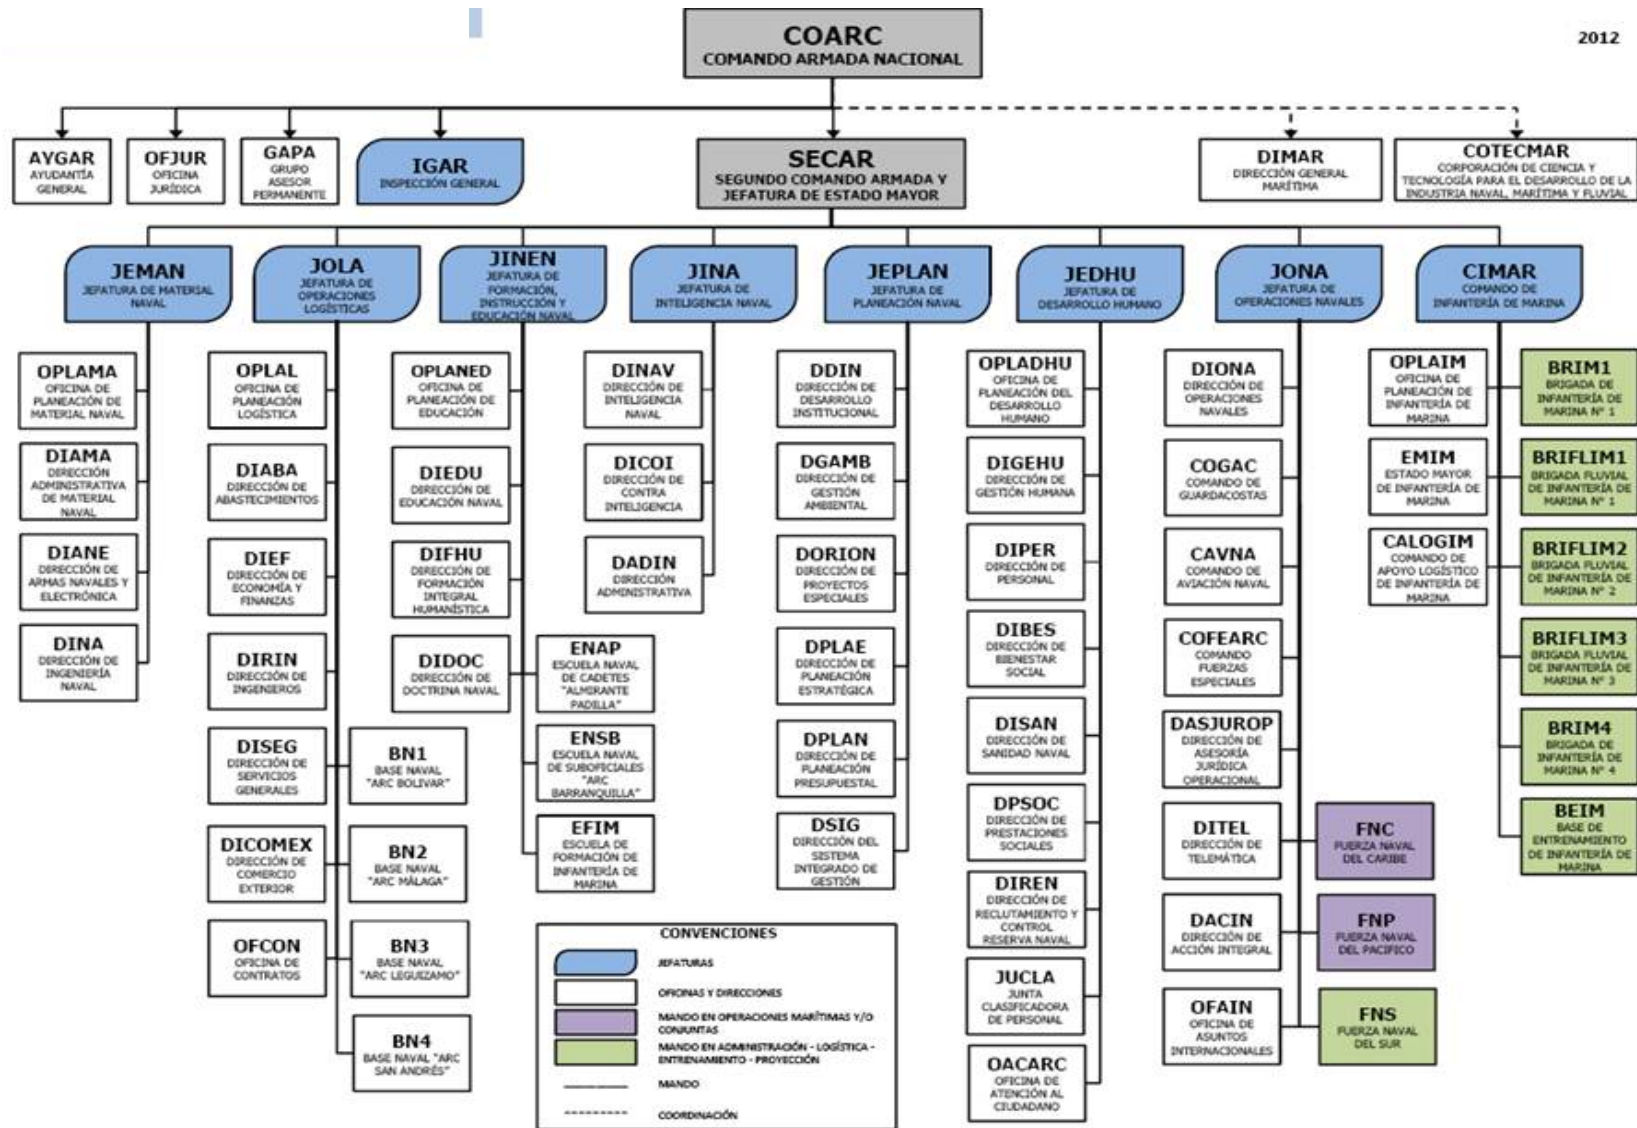 COARC
COMANDO ARMADA NACIONAL
2012
AYGAR
AYUDANTÍA
GENERAL
OFJUR
OFICINA
JURÍDICA
GAPA
GRUPO
ASESOR
PERMANENTE
IGAR
INSPECCIÓN GENERAL
SECAR
SEGUNDO COMANDO ARMADA Y
JEFATURA DE ESTADO MAYOR
DIMAR
DIRECCIÓN GENERAL
MARÍTIMA
COTECMAR
CORPORACIÓN DE CIENCIA Y
TECNOLOGÍA PARA EL DESARROLLO DE LA
INDUSTRIA NAVAL, MARÍTIMA Y FLUVIAL
JEMAN
JEFATURA DE MATERIAL
NAVAL
JOLA
JEFATURA DE
OPERACIONES
LOGÍSTICAS
JINEN
JEFATURA DE
FORMACIÓN,
INSTRUCCIÓN Y
EDUCACIÓN NAVAL
JINA
JEFATURA DE
INTELIGENCIA NAVAL
JEPLAN
JEFATURA DE
PLANEACIÓN NAVAL
JEDHU
JEFATURA DE
DESARROLLO HUMANO
JONA
JEFATURA DE
OPERACIONES NAVALES
CIMAR
COMANDO DE
INFANTERÍA DE MARINA
OPLAMA
OFICINA DE
PLANEACIÓN DE
MATERIAL NAVAL
DIAMA
DIRECCIÓN
ADMINISTRATIVA
DE MATERIAL
NAVAL
DIANE
DIRECCIÓN DE
ARMAS NAVALES Y
ELECTRÓNICA
DINA
DIRECCIÓN DE
INGENIERÍA
NAVAL
OPLAL
OFICINA DE
PLANEACIÓN
LOGÍSTICA
DIABA
DIRECCIÓN DE
ABASTECIMIENTOS
DIEF
DIRECCIÓN DE
ECONOMÍA Y
FINANZAS
DIRIN
DIRECCIÓN DE
INGENIEROS
DISEG
DIRECCIÓN DE
SERVICIOS
GENERALES
DICOMEX
DIRECCIÓN DE
COMERCIO
EXTERIOR
OFCON
OFICINA DE
CONTRATOS
BN1
BASE NAVAL
"ARC BOLIVAR"
BN2
BASE NAVAL
"ARC MÁLAGA"
BN3
BASE NAVAL
"ARC LEGUIZAMO"
BN4
BASE NAVAL "ARC
SAN ANDRÉS"
OPLANED
OFICINA DE
PLANEACIÓN DE
EDUCACIÓN
DIEDU
DIRECCIÓN DE
EDUCACIÓN NAVAL
DIFHU
DIRECCIÓN DE
FORMACIÓN
INTEGRAL
HUMANÍSTICA
DIDOC
DIRECCIÓN DE
DOCTRINA NAVAL
ENAP
ESCUELA NAVAL
DE CADETES
"ALMIRANTE
PADILLA"
ENSB
ESCUELA NAVAL
DE SUBOFICIALES
"ARC
BARRANQUILLA"
EFIM
ESCUELA DE
FORMACIÓN DE
INFANTERÍA DE
MARINA
DINAV
DIRECCIÓN DE
INTELIGENCIA
NAVAL
DICOI
DIRECCIÓN DE
CONTRA
INTELIGENCIA
DADIN
DIRECCIÓN
ADMINISTRATIVA
DDIN
DIRECCIÓN DE
DESARROLLO
INSTITUCIONAL
DGAMB
DIRECCIÓN DE
GESTIÓN
AMBIENTAL
DORION
DIRECCIÓN DE
PROYECTOS
ESPECIALES
DPLAE
DIRECCIÓN DE
PLANEACIÓN
ESTRATÉGICA
DPLAN
DIRECCIÓN DE
PLANEACIÓN
PRESUPUESTAL
DSIG
DIRECCIÓN DEL
SISTEMA
INTEGRADO DE
GESTIÓN
OPLADHU
OFICINA DE
PLANEACIÓN DEL
DESARROLLO
HUMANO
DIGEHU
DIRECCIÓN DE
GESTIÓN HUMANA
DIPER
DIRECCIÓN DE
PERSONAL
DIBES
DIRECCIÓN DE
BIENESTAR
SOCIAL
DISAN
DIRECCIÓN DE
SANIDAD NAVAL
DPSOC
DIRECCIÓN DE
PRESTACIONES
SOCIALES
DIREN
DIRECCIÓN DE
RECLUTAMIENTO Y
CONTROL
RESERVA NAVAL
JUCLA
JUNTA
CLASIFICADORA
DE PERSONAL
OACARC
OFICINA DE
ATENCIÓN AL
CIUDADANO
DIONA
DIRECCIÓN DE
OPERACIONES
NAVALES
COGAC
COMANDO DE
GUARDACOSTAS
CAVNA
COMANDO DE
AVIACIÓN NAVAL
COFEARC
COMANDO
FUERZAS
ESPECIALES
DASJUROP
DIRECCIÓN DE
ASESORÍA
JURÍDICA
OPERACIONAL
DITEL
DIRECCIÓN DE
TELEMÁTICA
DACIN
DIRECCIÓN DE
ACCIÓN INTEGRAL
OFAIN
OFICINA DE
ASUNTOS
INTERNACIONALES
FNC
FUERZA NAVAL
DEL CARIBE
FNP
FUERZA NAVAL
DEL PACIFICO
FNS
FUERZA NAVAL
DEL SUR
OPLAIM
OFICINA DE
PLANEACIÓN DE
INFANTERÍA DE
MARINA
EMIM
ESTADO MAYOR
DE INFANTERÍA DE
MARINA
CALOGIM
COMANDO DE
APOYO LOGÍSTICO
DE INFANTERÍA DE
MARINA
BRIM1
BRIGADA DE
INFANTERÍA DE
MARINA N° 1
BRIFLIM1
BRIGADA FLUVIAL
DE INFANTERÍA DE
MARINA N° 1
BRIFLIM2
BRIGADA FLUVIAL
DE INFANTERÍA DE
MARINA N° 2
BRIFLIM3
BRIGADA FLUVIAL
DE INFANTERÍA DE
MARINA N° 3
BRIM4
BRIGADA DE
INFANTERÍA DE
MARINA N° 4
BEIM
BASE DE
ENTRENAMIENTO
DE INFANTERÍA DE
MARINA
CONVENCIONES
JEFATURAS
OFICINAS Y DIRECCIONES
MANDO EN OPERACIONES MARÍTIMAS Y/O
CONJUNTAS
MANDO EN ADMINISTRACIÓN - LOGÍSTICA -
ENTRENAMIENTO - PROYECCIÓN
MANDO
COORDINACIÓN